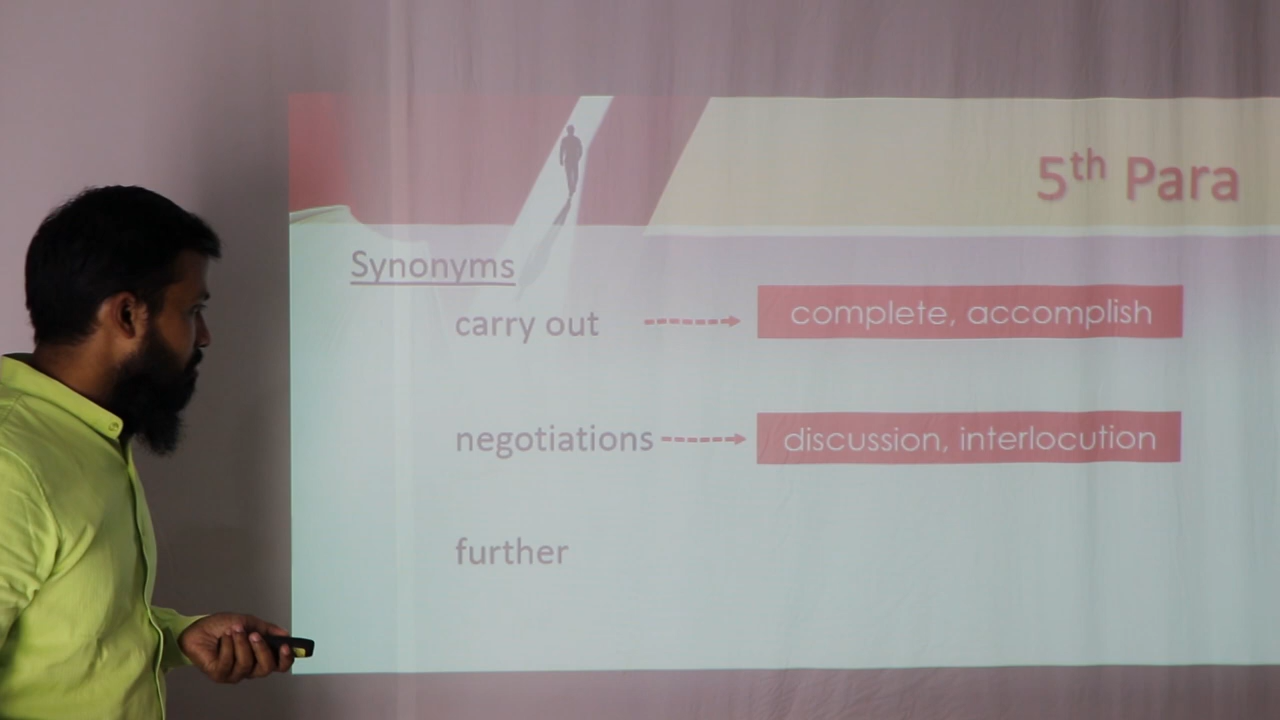 5th Para
Synonyms
carry out complete, accomplish
negotiations discussion, interlocution
further